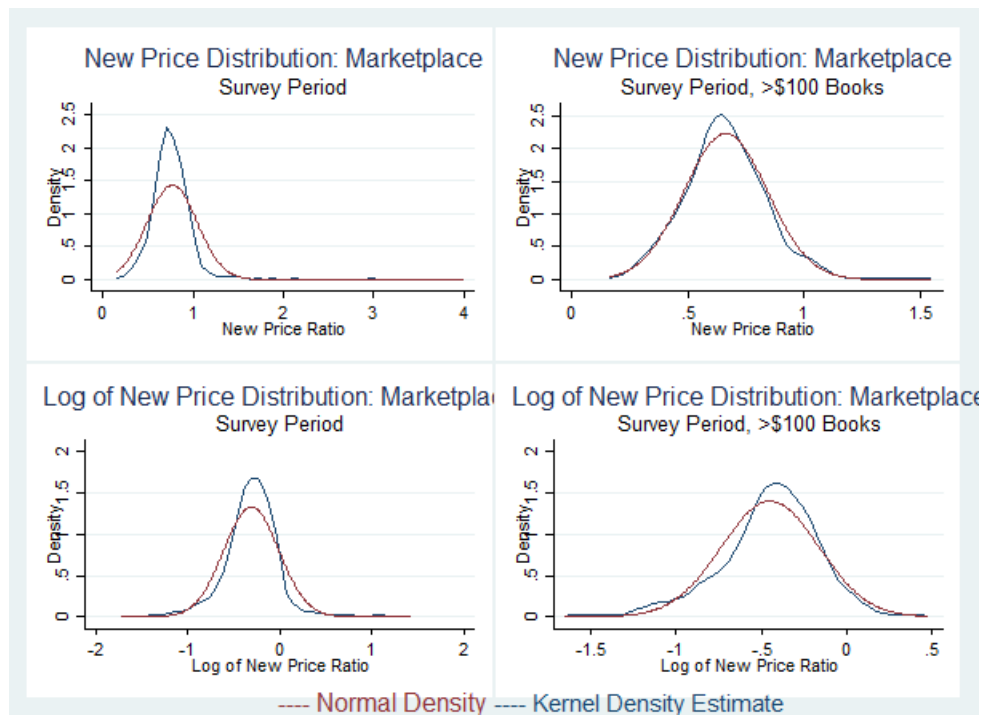 New Price Distribution: Marketplace
Survey Period
Density
0 .5 1 1.5 2 2.5
0 1 2 3 4
New Price Ratio
New Price Distribution: Marketplace
Survey Period, >$100 Books
Density
0 .5 1 1.5 2 2.5
0 .5 1 1.5
New Price Ratio
Log of New Price Distribution: Marketpla
Survey Period
Density
0 .5 1 1.5 2
-2 -1 0 1 2
Log of New Price Ratio
Log of New Price Distribution: Marketplace
Survey Period, >$100 Books
Density
0 .5 1 1.5 2
-1.5 -1 -.5 0 .5
Log of New Price Ratio
---- Normal Density ---- Kernel Density Estimate